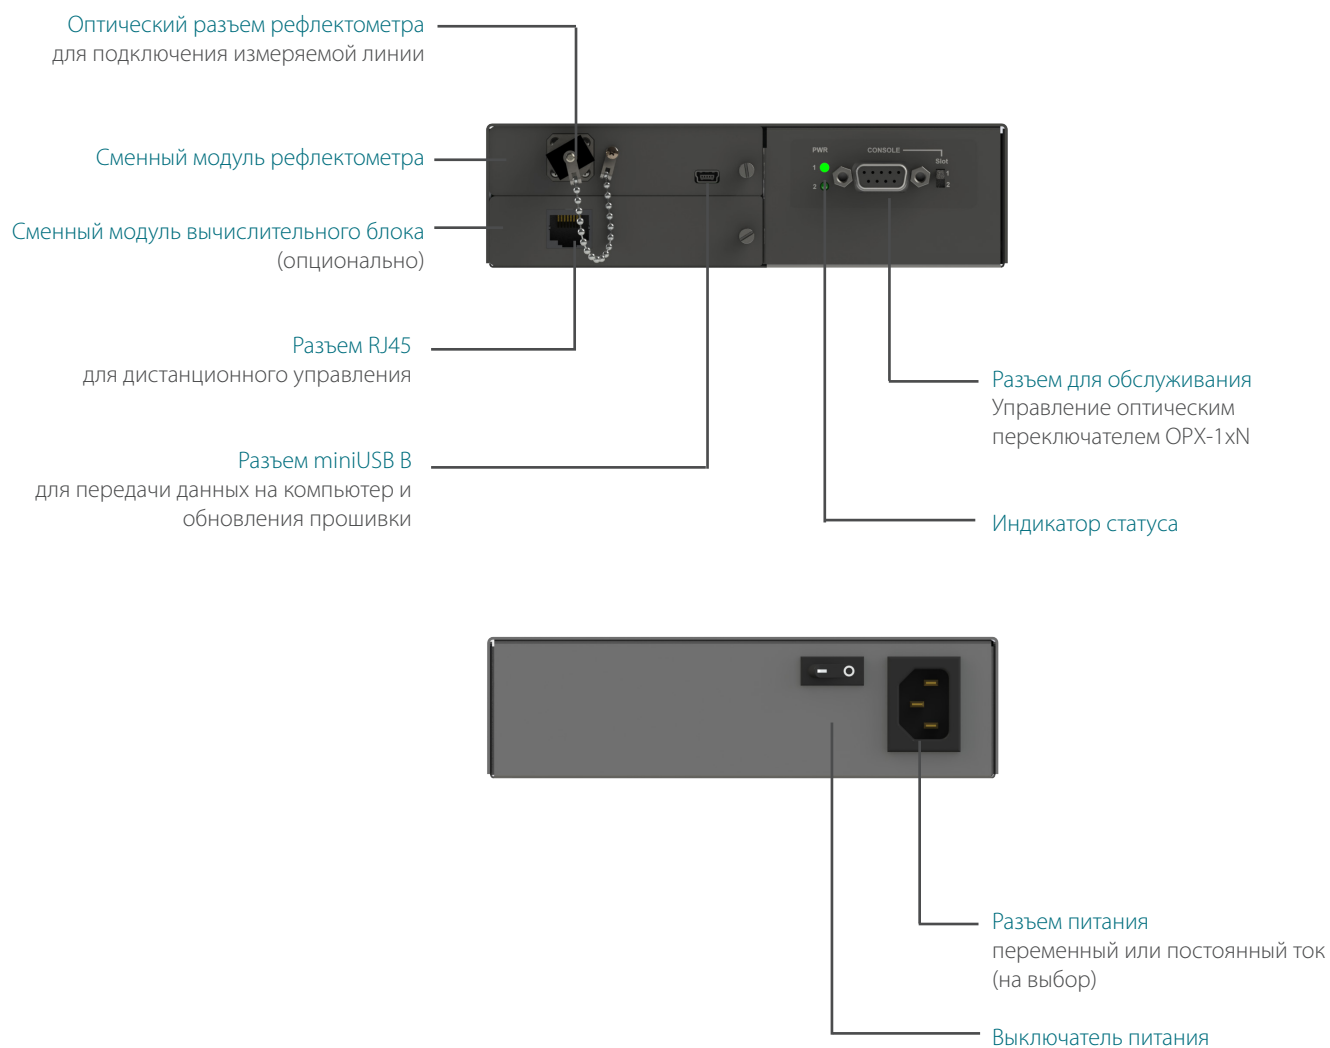 Оптический разъем рефлектометра
для подключения измеряемой линии
Сменный модуль рефлектометра
Сменный модуль вычислительного блока
(опционально)
Разъем RJ45
для дистанционного управления
Разъем miniUSB B
для передачи данных на компьютер и
обновления прошивки
PWR
CONSOLE
Slot
1
2
1
2
Разъем для обслуживания
Управление оптическим
переключателем OPX-1xN
Индикатор статуса
Разъем питания
переменный или постоянный ток
(на выбор)
Выключатель питания